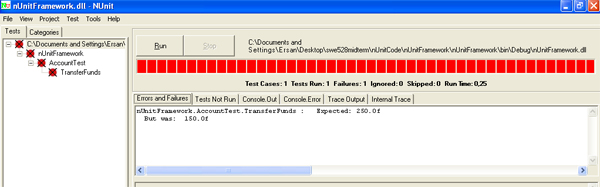 nUnitFramework.dll - NUnit
File View Project Test Tools Help
Tests Categories
C:\Documents and Settings\Ersan\
nUnitFramework
AccountTest
TransferFunds
Run Stop
C:\Documents and
Settings\Ersan\Desktop\swe528midterm\nUnitCode\nUnitFramework\nUnitFramework\bin\Debug\nUnitFramework.dll
Test Cases: 1 Tests Run: 1 Failures: 1 Ignored: 0 Skipped: 0 Run Time: 0,25
Errors and Failures Tests Not Run Console.Out Console.Error Trace Output Internal Trace
nUnitFramework.AccountTest.TransferFunds : Expected: 250.0f
But was: 150.0f